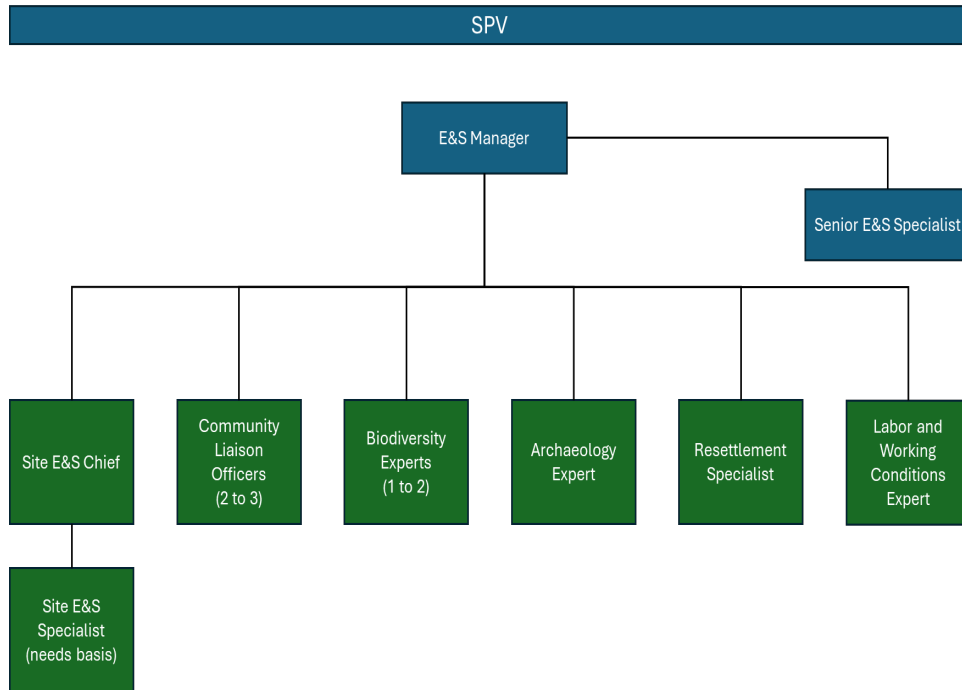 SPV
E&S Manager
Senior E&S Specialist
Site E&S Chief
Community
Liaison
Officers
(2 to 3)
Biodiversity
Experts
(1 to 2)
Archaeology
Expert
Resettlement
Specialist
Labor and
Working
Conditions
Expert
Site E&S
Specialist
(needs basis)